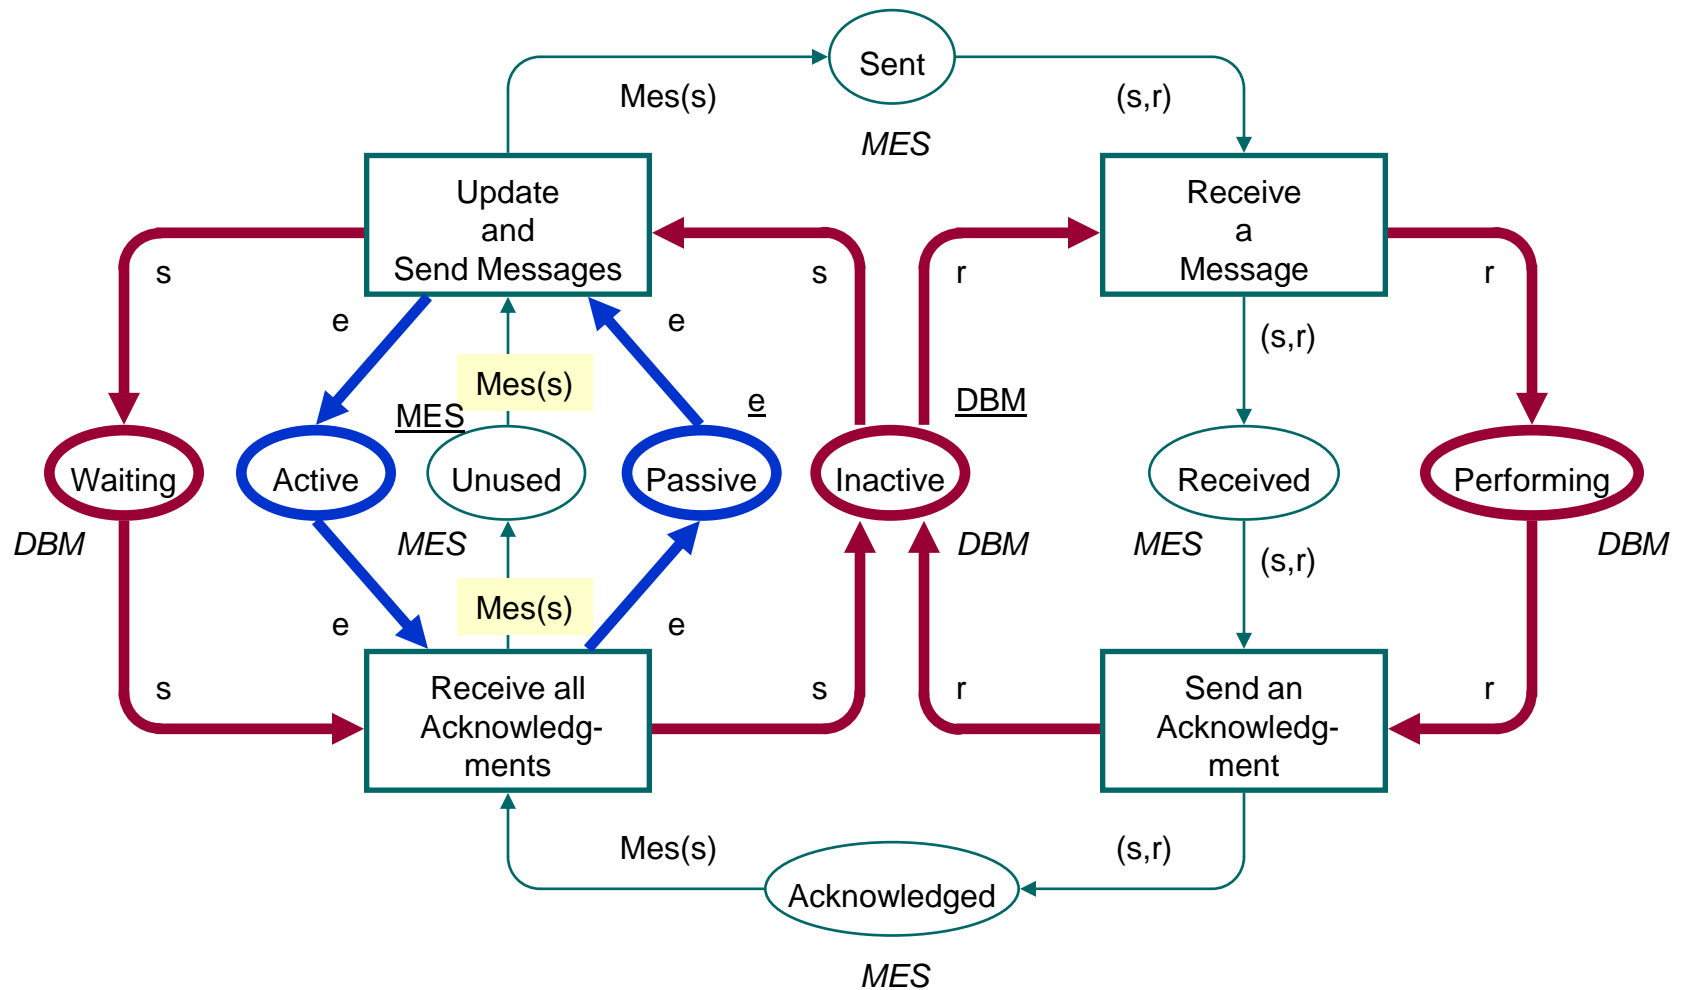 Sent
Mes(s)
(s,r)
MES
Update
and
Send Messages
Receive
a
Message
s
s
r
r
e
e
(s,r)
Mes(s)
MES
e
DBM
Waiting
Active
Unused
Passive
Inactive
Received
Performing
DBM
MES
DBM
MES
DBM
(s,r)
Mes(s)
e
e
s
s
r
r
Receive all
Acknowledg-
ments
Send an
Acknowledg-
ment
Mes(s)
(s,r)
Acknowledged
MES